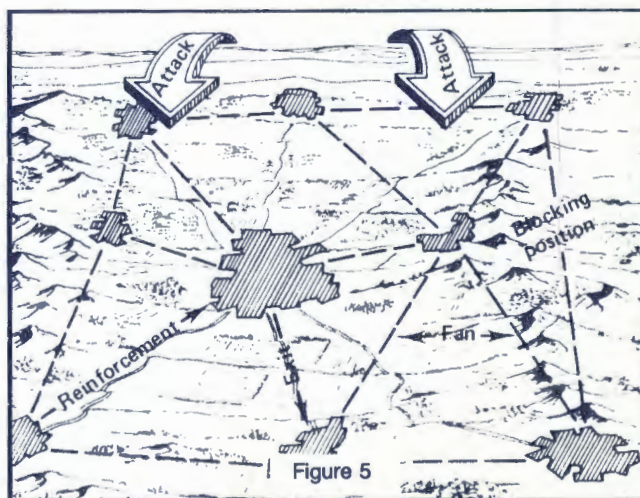 Attack
Attack
Blocking
position
Reinforcement
Exit
Fan
Figure 5